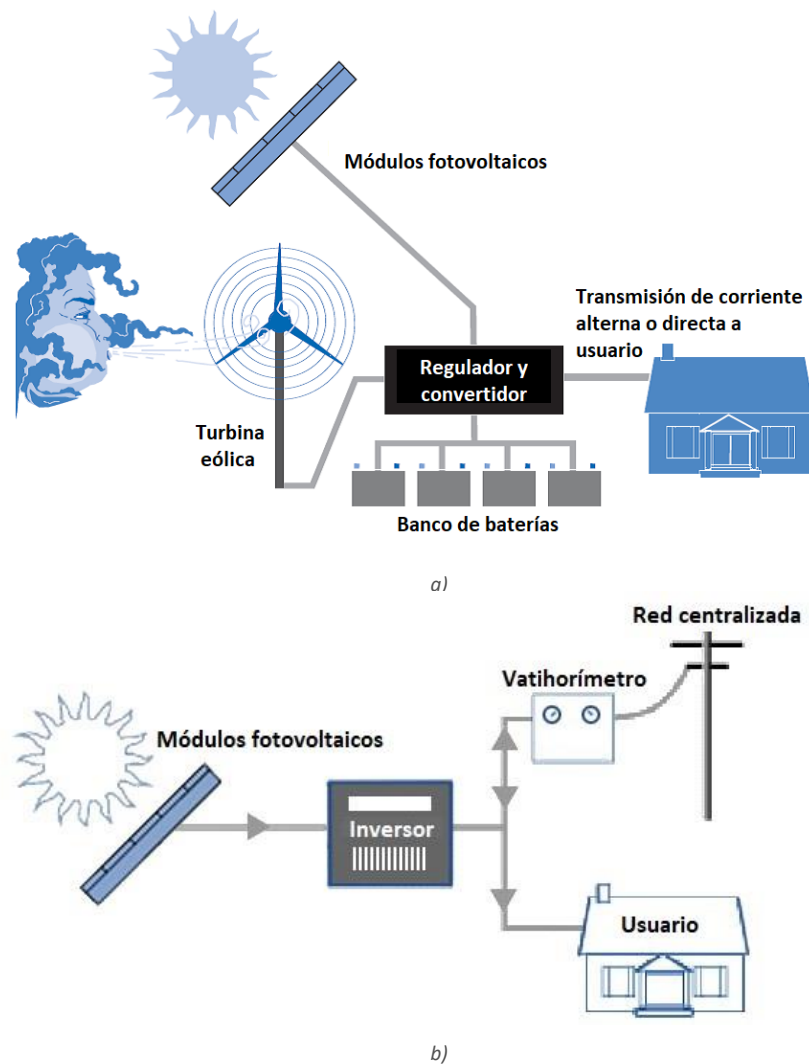 Módulos fotovoltaicos
Transmisión de corriente
alterna o directa a
usuario
Regulador y
convertidor
Turbina
eólica
Banco de baterías
a)
Red centralizada
Vatihorímetro
Módulos fotovoltaicos
Inversor
Usuario
b)